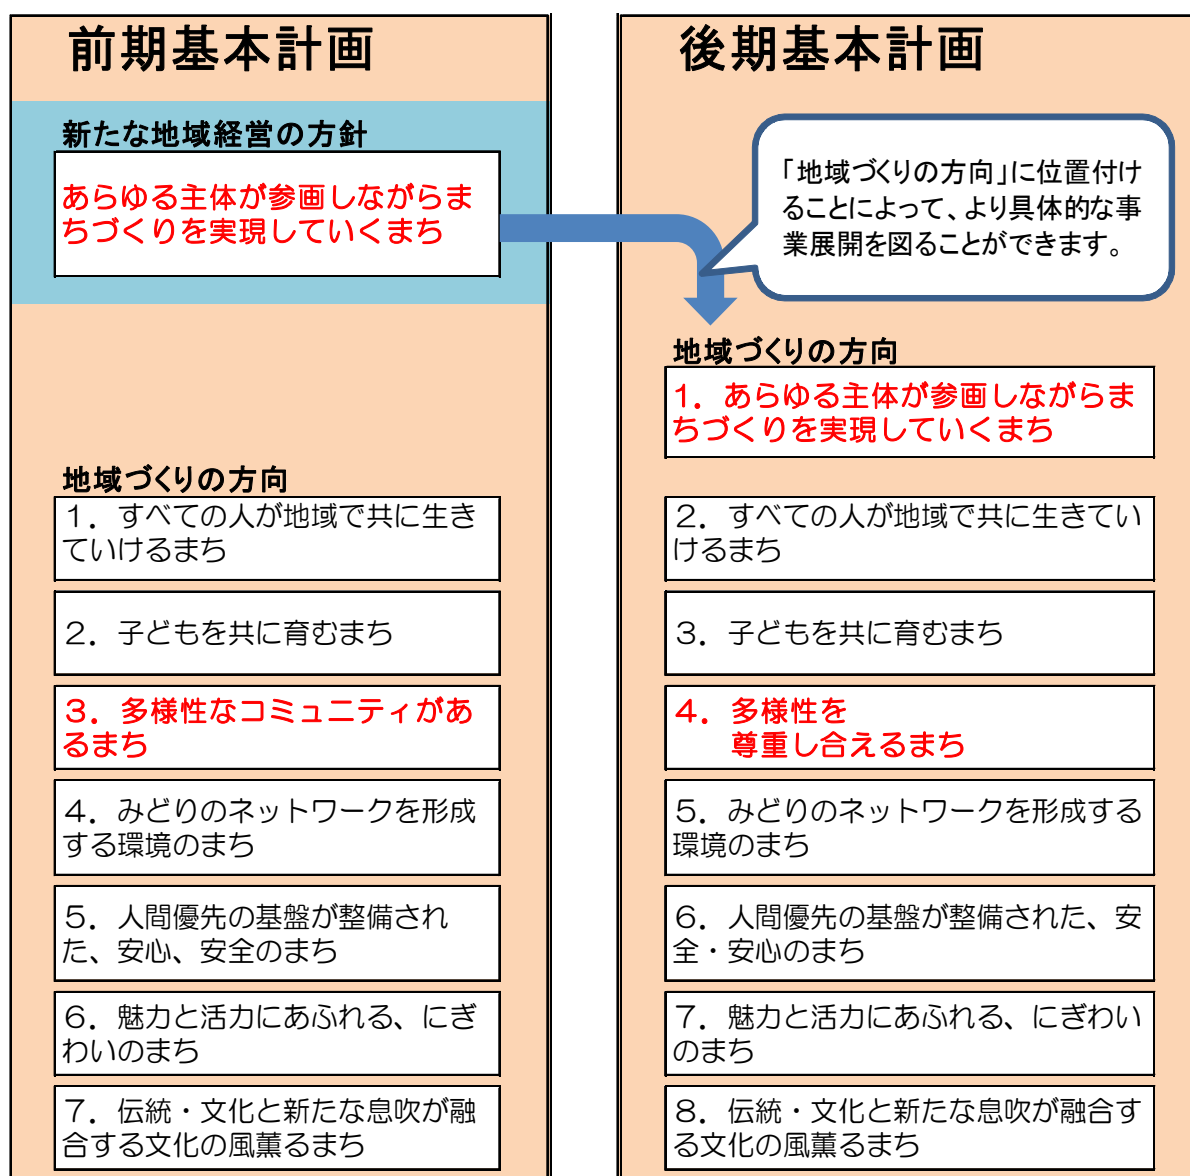 前期基本計画
新たな地域経営の方針
あらゆる主体が参画しながらま
ちづくりを実現していくまち
地域づくりの方向
１．すべての人が地域で共に生き
ていけるまち
２．子どもを共に育むまち
３．多様性なコミュニティがあ
るまち
４．みどりのネットワークを形成
する環境のまち
５．人間優先の基盤が整備され
た、安心、安全のまち
６．魅力と活力にあふれる、にぎ
わいのまち
７．伝統・文化と新たな息吹が融
合する文化の風薫るまち
後期基本計画
「地域づくりの方向」に位置付け
ることによって、より具体的な事
業展開を図ることができます。
地域づくりの方向
１．あらゆる主体が参画しながらま
ちづくりを実現していくまち
２．すべての人が地域で共に生きてい
けるまち
３．子どもを共に育むまち
４．多様性を
尊重し合えるまち
５．みどりのネットワークを形成する
環境のまち
６．人間優先の基盤が整備された、安
全・安心のまち
７．魅力と活力にあふれる、にぎわい
のまち
８．伝統・文化と新たな息吹が融合す
る文化の風薫るまち